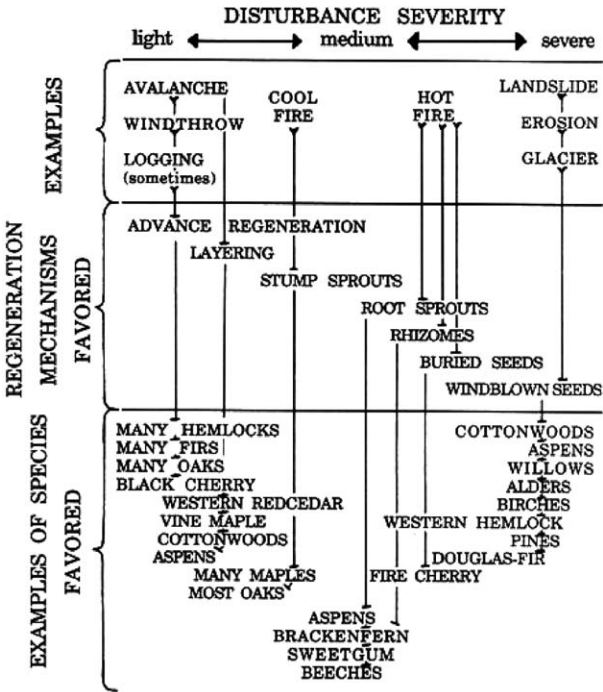 DISTURBANCE SEVERITY
light medium severe
EXAMPLES
AVALANCHE
WINDTHROW
LOGGING
(sometimes)
COOL
FIRE
HOT
FIRE
LANDSLIDE
EROSION
GLACIER
REGENERATION
MECHANISMS
FAVORED
ADVANCE REGENERATION
LAYERING
STUMP SPROUTS
ROOT SPROUTS
RHIZOMES
BURIED SEEDS
WINDBLOWN SEEDS
EXAMPLES OF SPECIES
FAVORED
MANY HEMLOCKS
MANY FIRS
MANY OAKS
BLACK CHERRY
WESTERN REDCEDAR
VINE MAPLE
COTTONWOODS
ASPENS
MANY MAPLES
MOST OAKS
ASPENS
BRACKENFERN
SWEETGUM
BEECHES
FIRE CHERRY
COTTONWOODS
ASPENS
WILLOWS
ALDERS
BIRCHES
WESTERN HEMLOCK
PINES
DOUGLAS-FIR